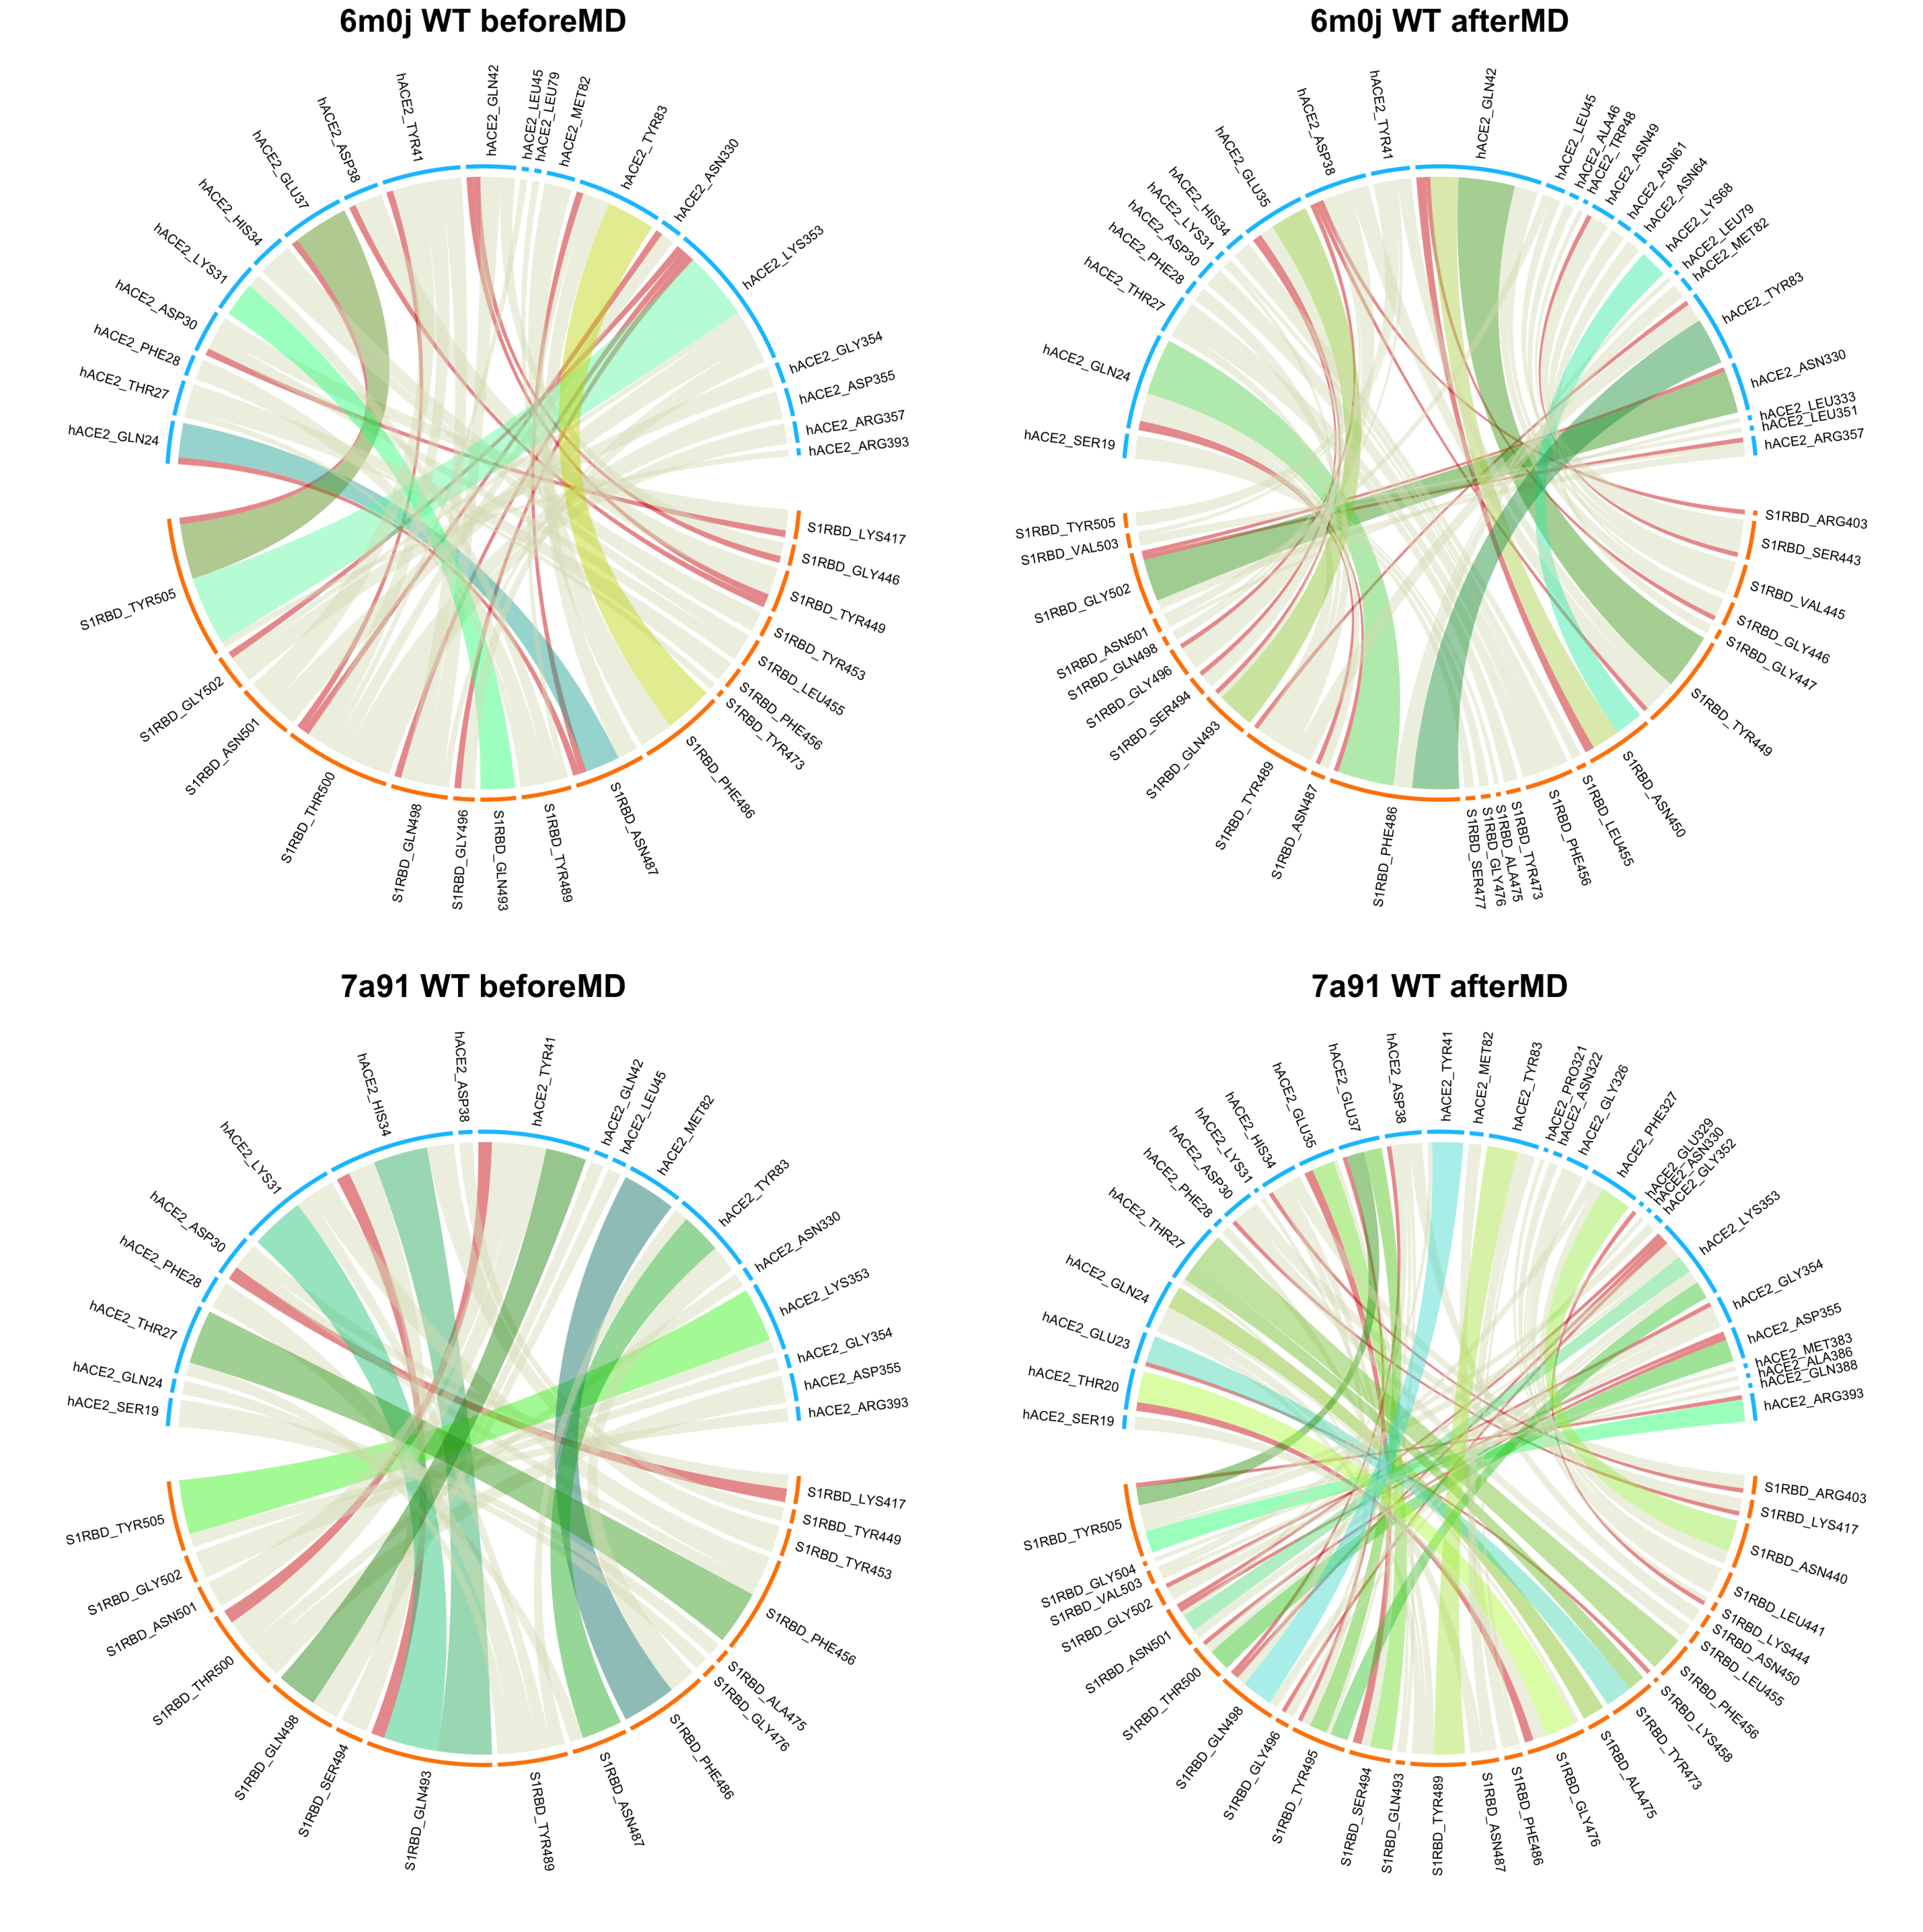 6m0j WT beforeMD
hACE2_GLN24
hACE2_THR27
hACE2_PHE28
hACE2_ASP30
hACE2_LYS31
hACE2_HIS34
hACE2_GLU37
hACE2_ASP38
hACE2_TYR41
hACE2_GLN42
hACE2_LEU45
hACE2_LEU79
hACE2_MET82
hACE2_TYR83
hACE2_ASN330
hACE2_LYS353
hACE2_GLY354
hACE2_ASP355
hACE2_ARG357
hACE2_ARG393
S1RBD_LYS417
S1RBD_GLY446
S1RBD_TYR449
S1RBD_TYR453
S1RBD_LEU455
S1RBD_PHE456
S1RBD_TYR473
S1RBD_PHE486
S1RBD_ASN487
S1RBD_TYR489
S1RBD_GLN493
S1RBD_GLY496
S1RBD_GLN498
S1RBD_THR500
S1RBD_ASN501
S1RBD_GLY502
S1RBD_TYR505
6m0j WT afterMD
hACE2_SER19
hACE2_GLN24
hACE2_THR27
hACE2_PHE28
hACE2_ASP30
hACE2_LYS31
hACE2_HIS34
hACE2_GLU35
hACE2_ASP38
hACE2_TYR41
hACE2_GLN42
hACE2_LEU45
hACE2_ALA46
hACE2_TRP48
hACE2_ASN49
hACE2_ASN61
hACE2_ASN64
hACE2_LYS68
hACE2_LEU79
hACE2_MET82
hACE2_TYR83
hACE2_ASN330
hACE2_LEU333
hACE2_LEU351
hACE2_ARG357
S1RBD_ARG403
S1RBD_SER443
S1RBD_VAL445
S1RBD_GLY446
S1RBD_GLY447
S1RBD_TYR449
S1RBD_ASN450
S1RBD_LEU455
S1RBD_PHE456
S1RBD_TYR473
S1RBD_ALA475
S1RBD_GLY476
S1RBD_SER477
S1RBD_PHE486
S1RBD_ASN487
S1RBD_TYR489
S1RBD_GLN493
S1RBD_SER494
S1RBD_GLY496
S1RBD_GLN498
S1RBD_ASN501
S1RBD_GLY502
S1RBD_VAL503
S1RBD_TYR505
7a91 WT beforeMD
hACE2_SER19
hACE2_GLN24
hACE2_THR27
hACE2_PHE28
hACE2_ASP30
hACE2_LYS31
hACE2_HIS34
hACE2_ASP38
hACE2_TYR41
hACE2_GLN42
hACE2_LEU45
hACE2_MET82
hACE2_TYR83
hACE2_ASN330
hACE2_LYS353
hACE2_GLY354
hACE2_ASP355
hACE2_ARG393
S1RBD_LYS417
S1RBD_TYR449
S1RBD_TYR453
S1RBD_PHE456
S1RBD_ALA475
S1RBD_GLY476
S1RBD_PHE486
S1RBD_ASN487
S1RBD_TYR489
S1RBD_GLN493
S1RBD_SER494
S1RBD_GLN498
S1RBD_THR500
S1RBD_ASN501
S1RBD_GLY502
S1RBD_TYR505
7a91 WT afterMD
hACE2_SER19
hACE2_THR20
hACE2_GLU23
hACE2_GLN24
hACE2_THR27
hACE2_PHE28
hACE2_ASP30
hACE2_LYS31
hACE2_HIS34
hACE2_GLU35
hACE2_GLU37
hACE2_ASP38
hACE2_TYR41
hACE2_MET82
hACE2_TYR83
hACE2_PRO321
hACE2_ASN322
hACE2_GLY326
hACE2_PHE327
hACE2_GLU329
hACE2_ASN330
hACE2_GLY352
hACE2_LYS353
hACE2_GLY354
hACE2_ASP355
hACE2_MET383
hACE2_ALA386
hACE2_GLN388
hACE2_ARG393
S1RBD_ARG403
S1RBD_LYS417
S1RBD_ASN440
S1RBD_LEU441
S1RBD_LYS444
S1RBD_ASN450
S1RBD_LEU455
S1RBD_PHE456
S1RBD_LYS458
S1RBD_TYR473
S1RBD_ALA475
S1RBD_GLY476
S1RBD_PHE486
S1RBD_ASN487
S1RBD_TYR489
S1RBD_GLN493
S1RBD_SER494
S1RBD_TYR495
S1RBD_GLY496
S1RBD_GLN498
S1RBD_THR500
S1RBD_ASN501
S1RBD_GLY502
S1RBD_VAL503
S1RBD_GLY504
S1RBD_TYR505